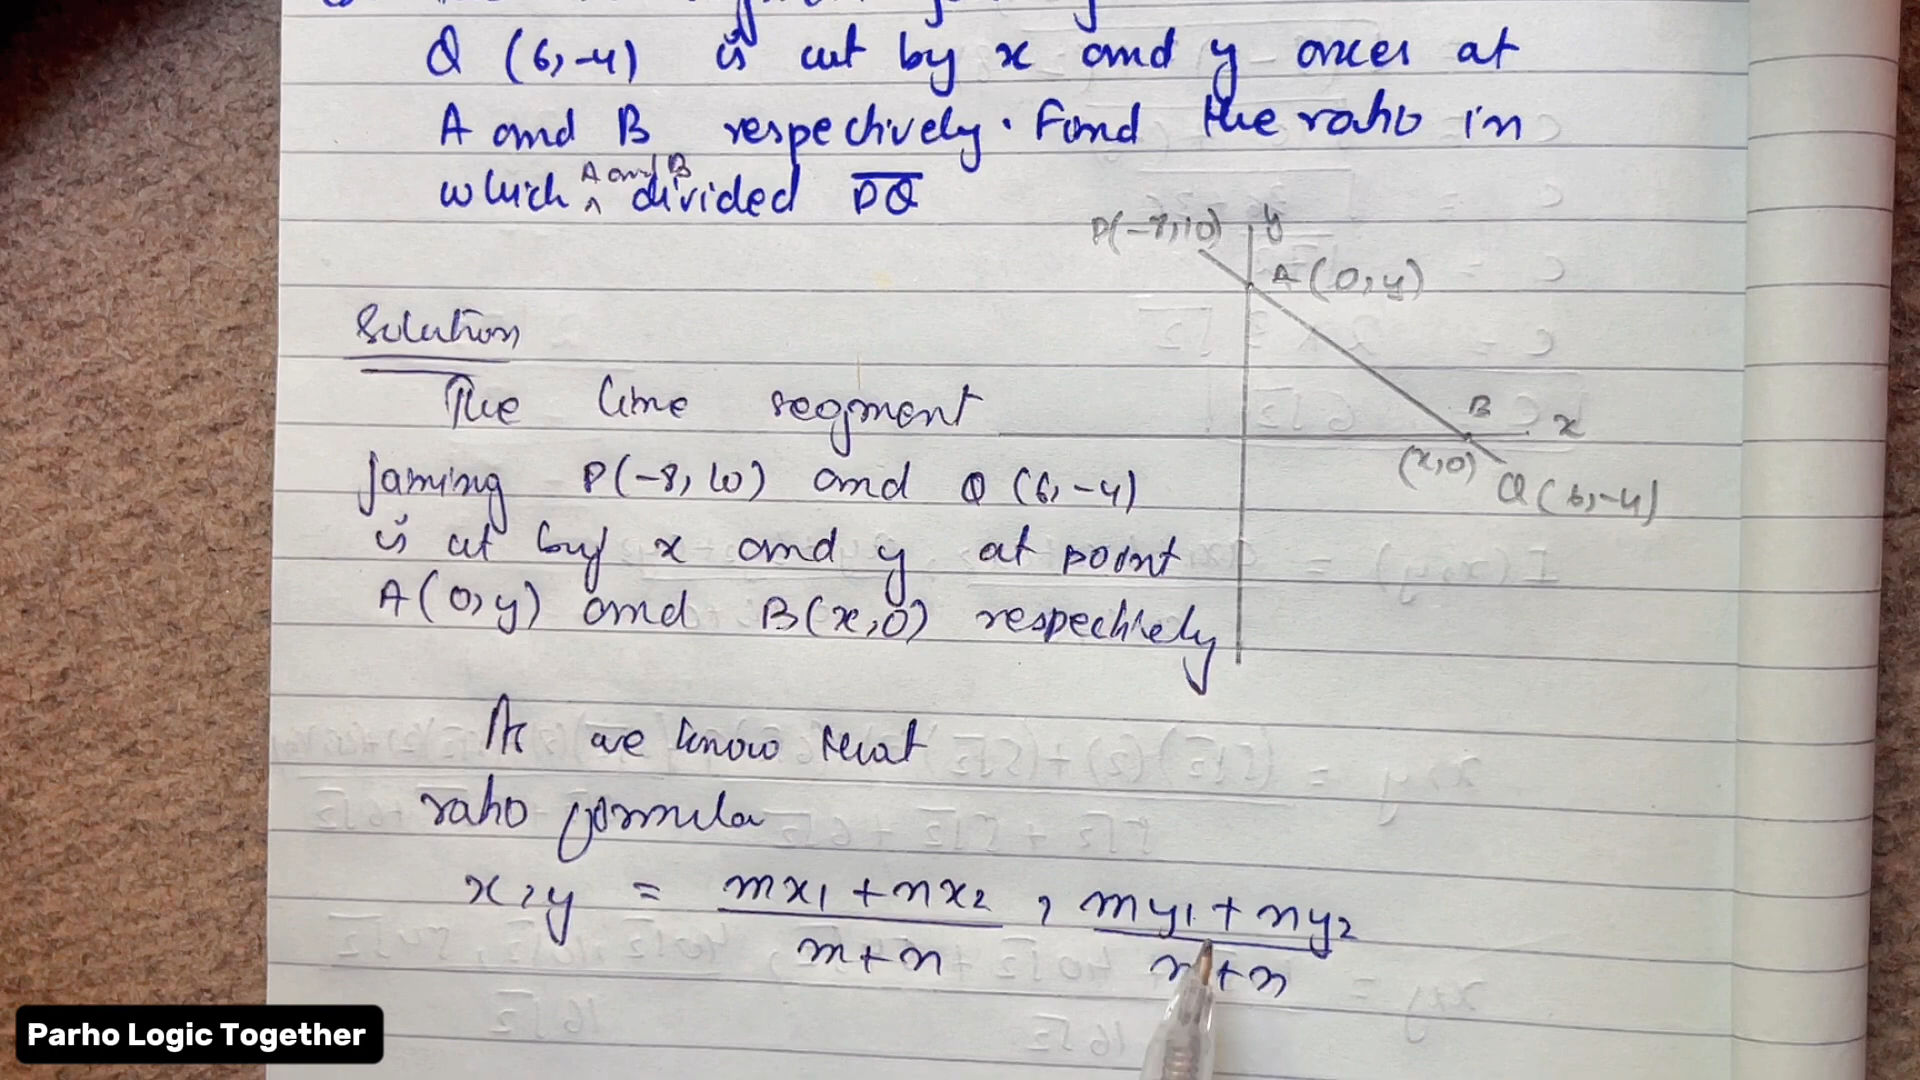 Q (6,-4) is cut by x and y axes at
A and B respectively. Find the ratio in
which ^ A and B divided PQ
P(-8,10) y
A(0,y)
B x
(x,0)
Q(6,-4)
Solution
The line segment
Joining P(-8,10) and Q(6,-4)
is cut by x and y at point
A(0,y) and B(x,0) respectively
As we know that
ratio formula
x,y = mx1+nx2 / m+n , my1+ny2 / m+n
Parho Logic Together